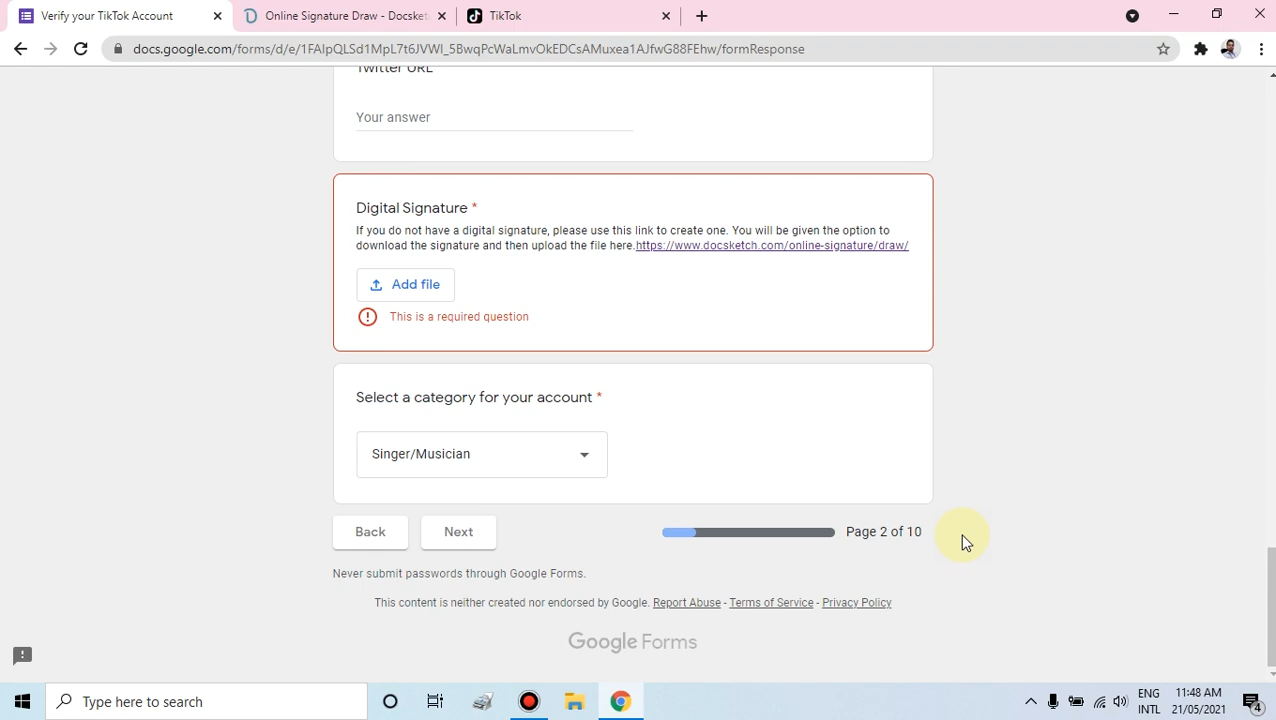 Verify your TikTok Account
Online Signature Draw - Docsket
TikTok
docs.google.com/forms/d/e/1FAIpQLSd1MpL7t6JVWI_5BwqPcWaLmvOkEDCsAMuxea1AJfwG88FEhw/formResponse
Twitter URL
Your answer
Digital Signature *
If you do not have a digital signature, please use this link to create one. You will be given the option to
download the signature and then upload the file here.https://www.docsketch.com/online-signature/draw/
Add file
This is a required question
Select a category for your account *
Singer/Musician
Back
Next
Page 2 of 10
Never submit passwords through Google Forms.
This content is neither created nor endorsed by Google. Report Abuse - Terms of Service - Privacy Policy
Google Forms
Type here to search
ENG
INTL
11:48 AM
21/05/2021
4